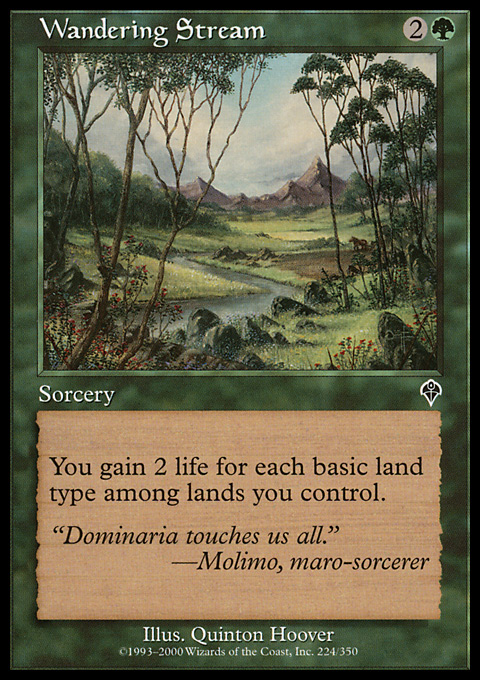 Wandering Stream 2
Sorcery
You gain 2 life for each basic land
type among lands you control.
“Dominaria touches us all.”
—Molimo, maro-sorcerer
Illus. Quinton Hoover
©1993–2000 Wizards of the Coast, Inc. 224/350